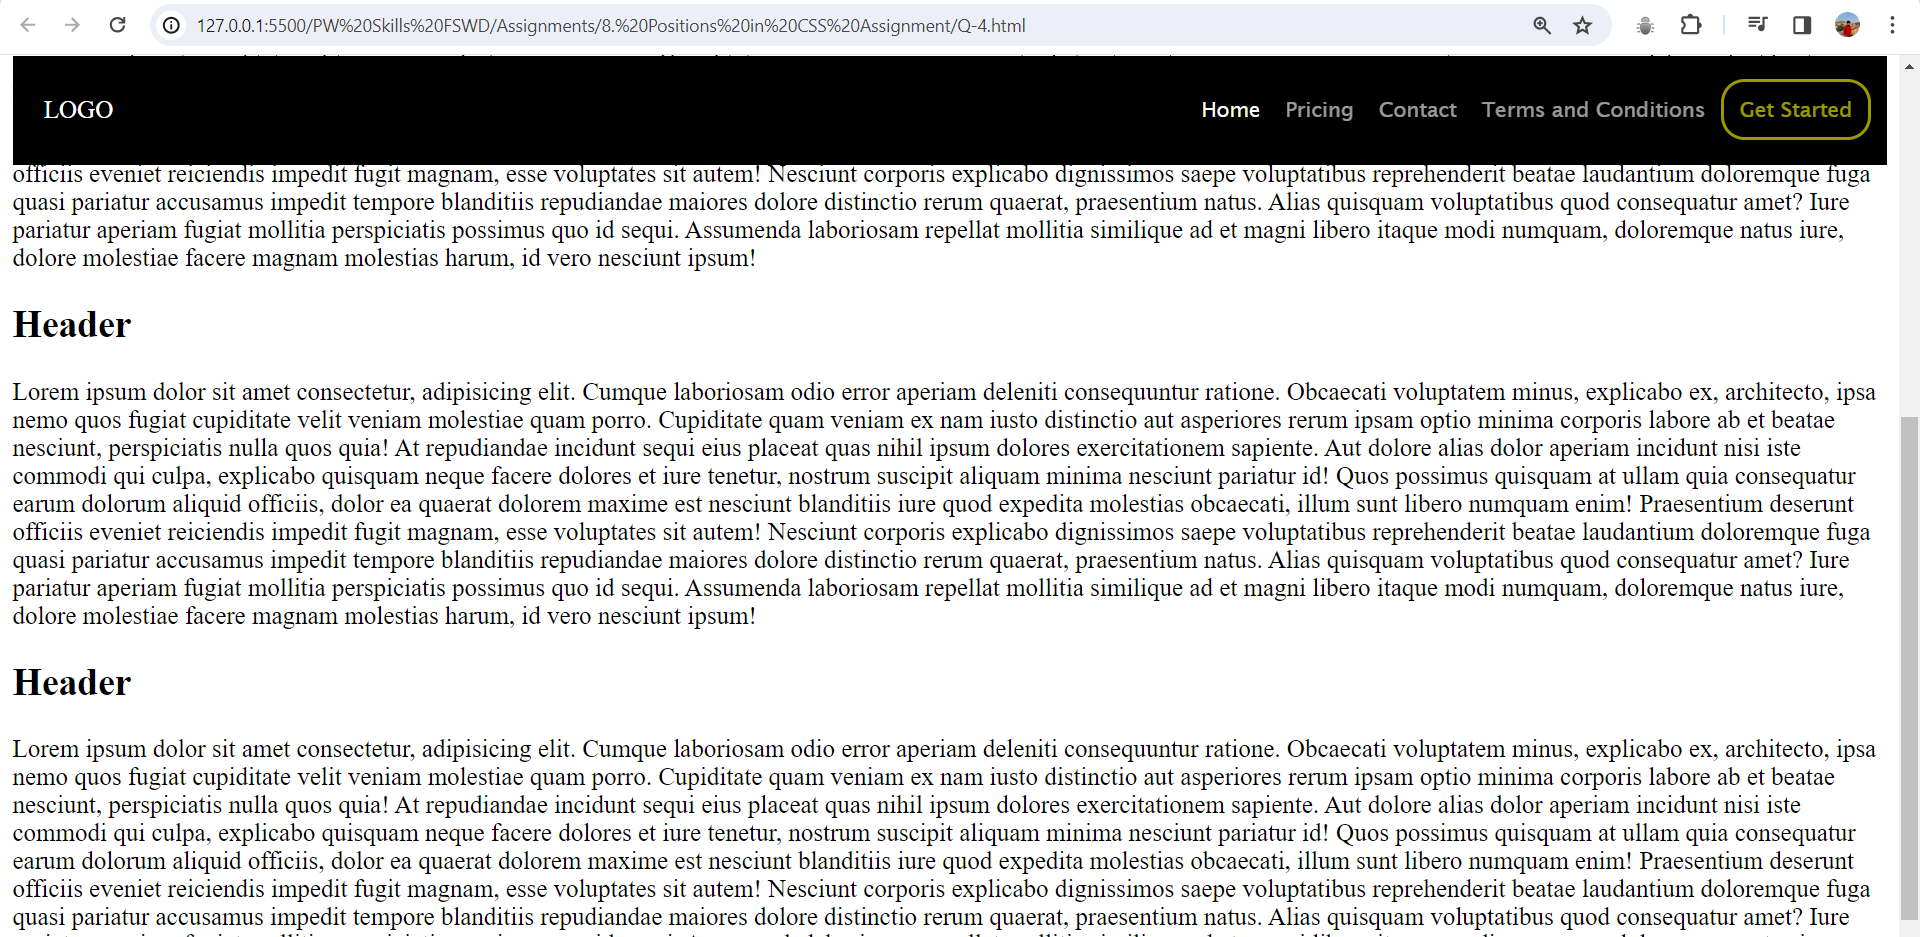 127.0.0.1:5500/PW%20Skills%20FSWD/Assignments/8.%20Positions%20in%20CSS%20Assignment/Q-4.html
LOGO Home Pricing Contact Terms and Conditions Get Started
officiis eveniet reiciendis impedit fugit magnam, esse voluptates sit autem! Nesciunt corporis explicabo dignissimos saepe voluptatibus reprehenderit beatae laudantium doloremque fuga
quasi pariatur accusamus impedit tempore blanditiis repudiandae maiores dolore distinctio rerum quaerat, praesentium natus. Alias quisquam voluptatibus quod consequatur amet? Iure
pariatur aperiam fugiat mollitia perspiciatis possimus quo id sequi. Assumenda laboriosam repellat mollitia similique ad et magni libero itaque modi numquam, doloremque natus iure,
dolore molestiae facere magnam molestias harum, id vero nesciunt ipsum!
Header
Lorem ipsum dolor sit amet consectetur, adipisicing elit. Cumque laboriosam odio error aperiam deleniti consequuntur ratione. Obcaecati voluptatem minus, explicabo ex, architecto, ipsa
nemo quos fugiat cupiditate velit veniam molestiae quam porro. Cupiditate quam veniam ex nam iusto distinctio aut asperiores rerum ipsam optio minima corporis labore ab et beatae
nesciunt, perspiciatis nulla quos quia! At repudiandae incidunt sequi eius placeat quas nihil ipsum dolores exercitationem sapiente. Aut dolore alias dolor aperiam incidunt nisi iste
commodi qui culpa, explicabo quisquam neque facere dolores et iure tenetur, nostrum suscipit aliquam minima nesciunt pariatur id! Quos possimus quisquam at ullam quia consequatur
earum dolorum aliquid officiis, dolor ea quaerat dolorem maxime est nesciunt blanditiis iure quod expedita molestias obcaecati, illum sunt libero numquam enim! Praesentium deserunt
officiis eveniet reiciendis impedit fugit magnam, esse voluptates sit autem! Nesciunt corporis explicabo dignissimos saepe voluptatibus reprehenderit beatae laudantium doloremque fuga
quasi pariatur accusamus impedit tempore blanditiis repudiandae maiores dolore distinctio rerum quaerat, praesentium natus. Alias quisquam voluptatibus quod consequatur amet? Iure
pariatur aperiam fugiat mollitia perspiciatis possimus quo id sequi. Assumenda laboriosam repellat mollitia similique ad et magni libero itaque modi numquam, doloremque natus iure,
dolore molestiae facere magnam molestias harum, id vero nesciunt ipsum!
Header
Lorem ipsum dolor sit amet consectetur, adipisicing elit. Cumque laboriosam odio error aperiam deleniti consequuntur ratione. Obcaecati voluptatem minus, explicabo ex, architecto, ipsa
nemo quos fugiat cupiditate velit veniam molestiae quam porro. Cupiditate quam veniam ex nam iusto distinctio aut asperiores rerum ipsam optio minima corporis labore ab et beatae
nesciunt, perspiciatis nulla quos quia! At repudiandae incidunt sequi eius placeat quas nihil ipsum dolores exercitationem sapiente. Aut dolore alias dolor aperiam incidunt nisi iste
commodi qui culpa, explicabo quisquam neque facere dolores et iure tenetur, nostrum suscipit aliquam minima nesciunt pariatur id! Quos possimus quisquam at ullam quia consequatur
earum dolorum aliquid officiis, dolor ea quaerat dolorem maxime est nesciunt blanditiis iure quod expedita molestias obcaecati, illum sunt libero numquam enim! Praesentium deserunt
officiis eveniet reiciendis impedit fugit magnam, esse voluptates sit autem! Nesciunt corporis explicabo dignissimos saepe voluptatibus reprehenderit beatae laudantium doloremque fuga
quasi pariatur accusamus impedit tempore blanditiis repudiandae maiores dolore distinctio rerum quaerat, praesentium natus. Alias quisquam voluptatibus quod consequatur amet? Iure